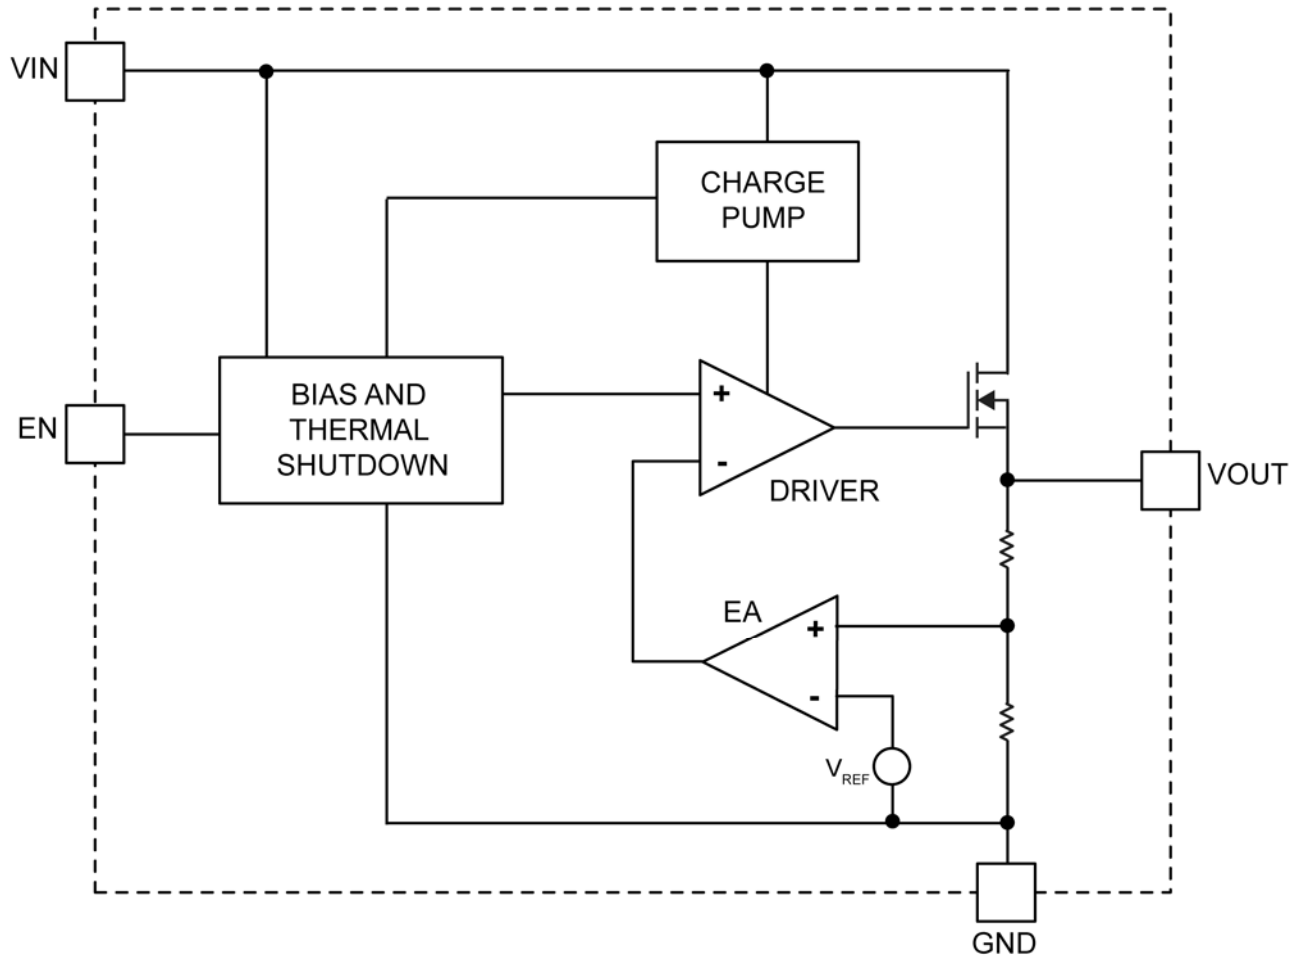 VIN
CHARGE
PUMP
BIAS AND
THERMAL
SHUTDOWN
EN
+
-
DRIVER
VOUT
EA
+
-
VREF
GND